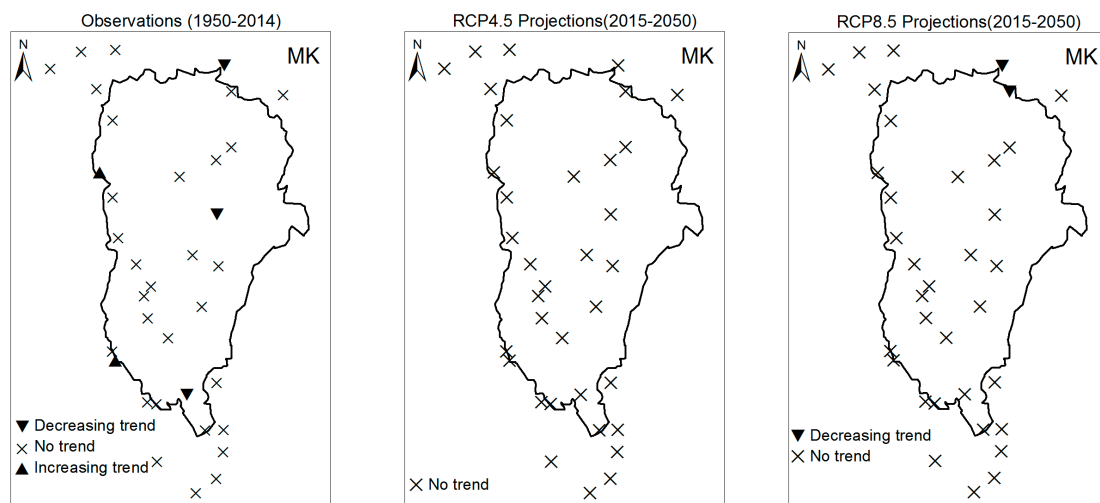 Observations (1950-2014)
N
MK
▼ Decreasing trend
× No trend
▲ Increasing trend
RCP4.5 Projections(2015-2050)
N
MK
× No trend
RCP8.5 Projections(2015-2050)
N
MK
▼ Decreasing trend
× No trend